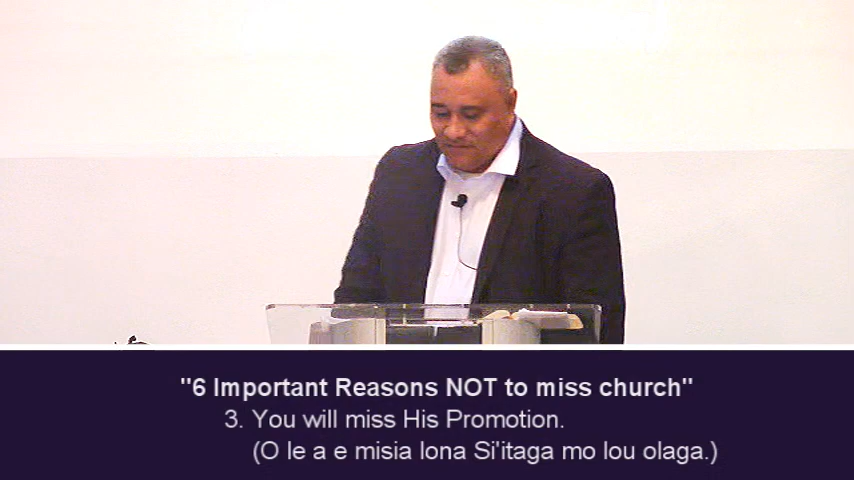 "6 Important Reasons NOT to miss church"
3. You will miss His Promotion.
(O le a e misia Iona Si'itaga mo lou olaga.)